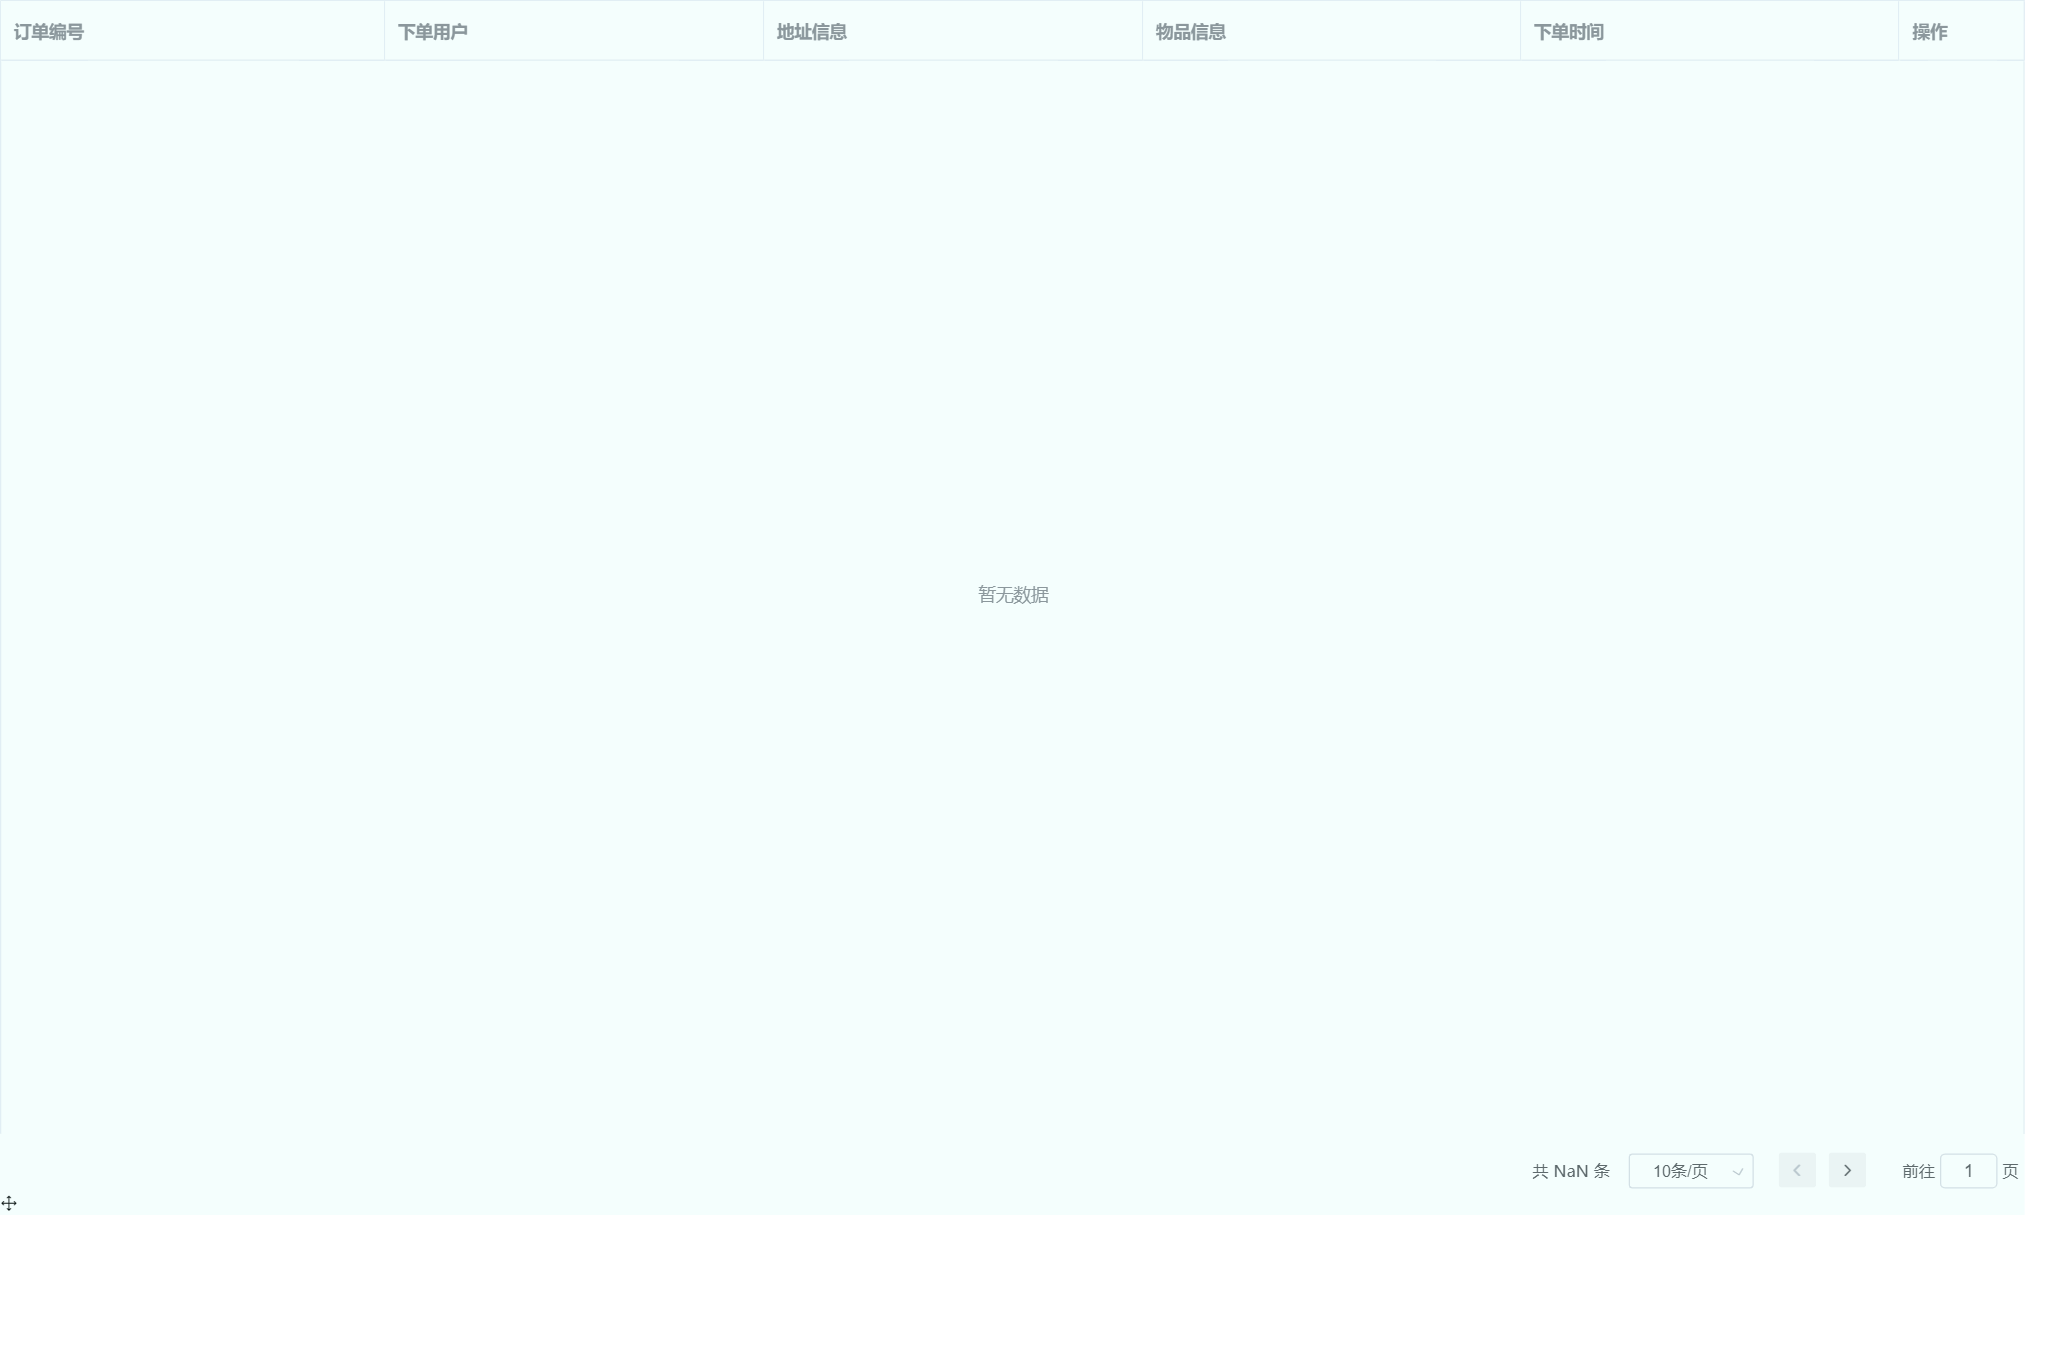 订单编号 下单用户 地址信息 物品信息 下单时间 操作
暂无数据
共 NaN 条 10条/页 前往 1 页